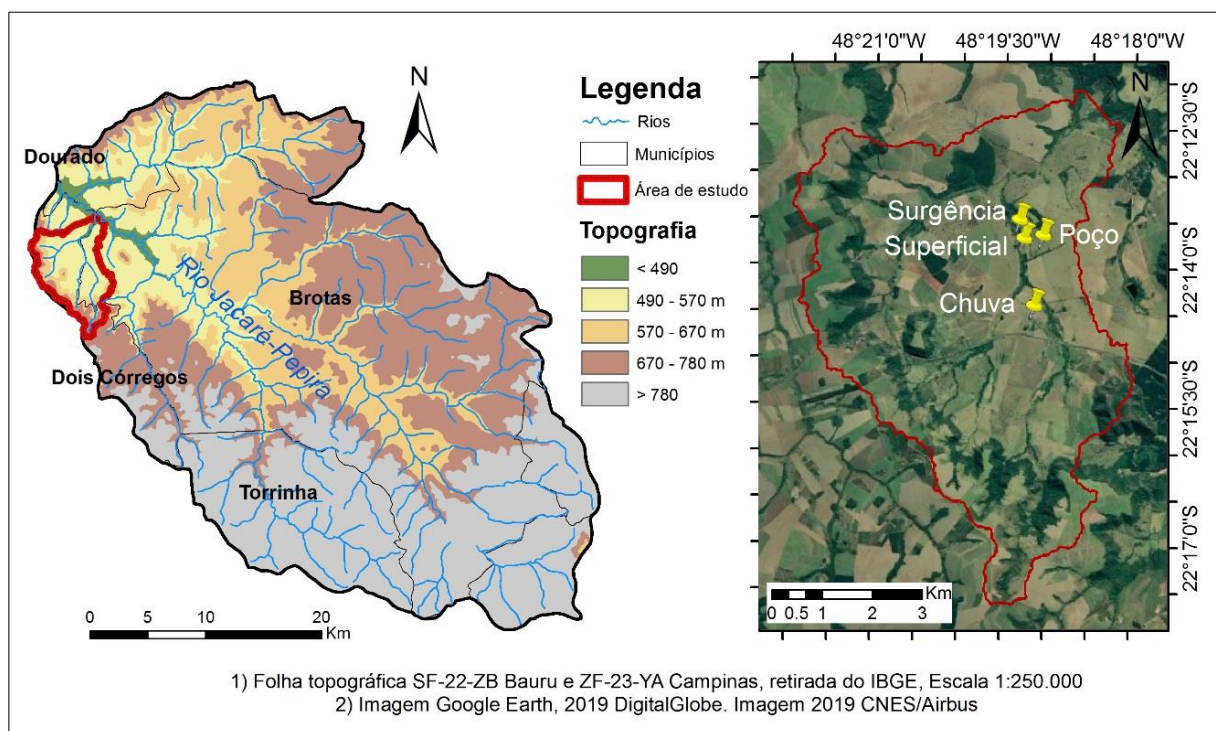 N
Dourado
Rio Jacaré-Pepira
Brotas
Dois Córregos
Torrinha
0 5 10 20
Km
Legenda
Rios
Municípios
Área de estudo
Topografia
< 490
490 - 570 m
570 - 670 m
670 - 780 m
> 780
48°21'0"W 48°19'30"W 48°18'0"W
N
22°12'30"S
22°14'0"S
22°15'30"S
22°17'0"S
Surgência
Poço
Superficial
Chuva
Km
0 0.5 1 2 3
1) Folha topográfica SF-22-ZB Bauru e ZF-23-YA Campinas, retirada do IBGE, Escala 1:250.000
2) Imagem Google Earth, 2019 DigitalGlobe. Imagem 2019 CNES/Airbus